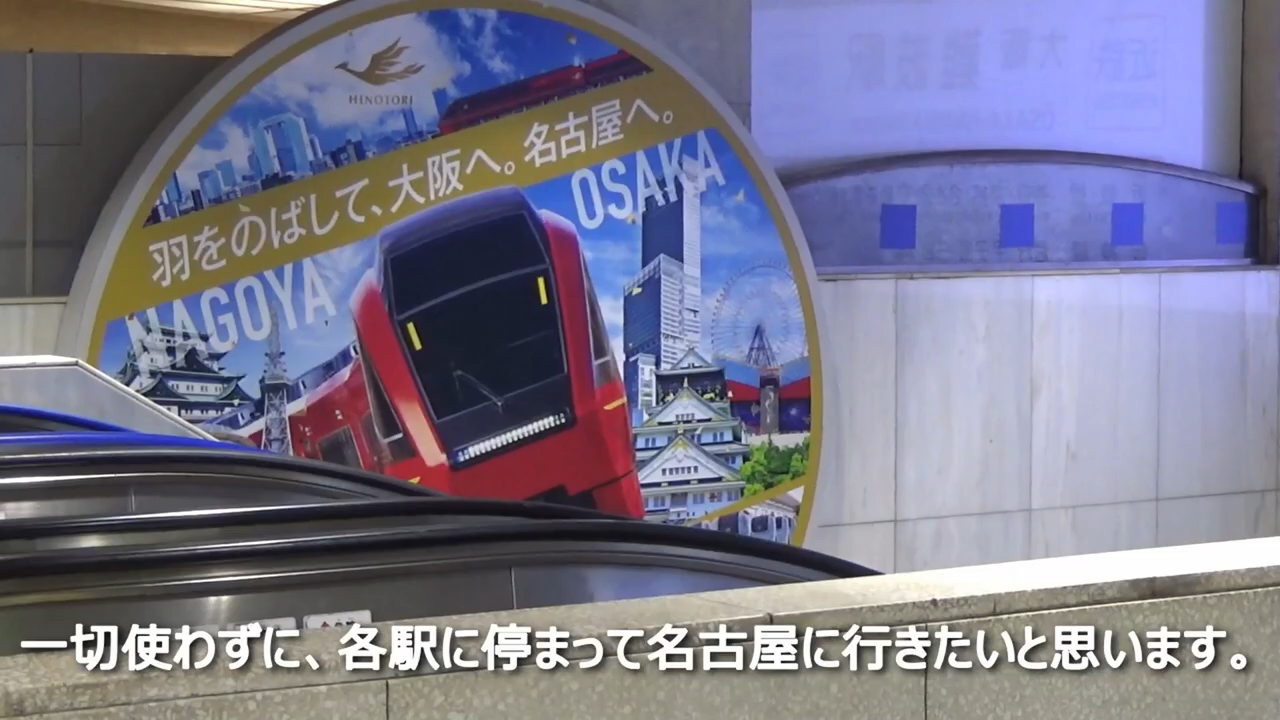 HINOTORI
羽をのばして、大阪へ。名古屋へ。
OSAKA
NAGOYA
一切使わずに、各駅に停まって名古屋に行きたいと思います。